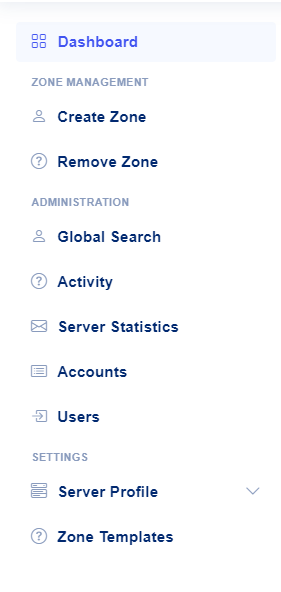 Dashboard
ZONE MANAGEMENT
Create Zone
Remove Zone
ADMINISTRATION
Global Search
Activity
Server Statistics
Accounts
Users
SETTINGS
Server Profile
Zone Templates